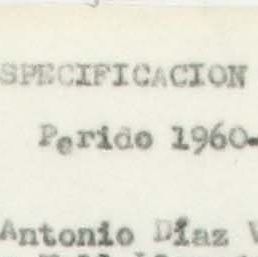 SPECIFICACION
Perido 1960-
Antonio Díaz V